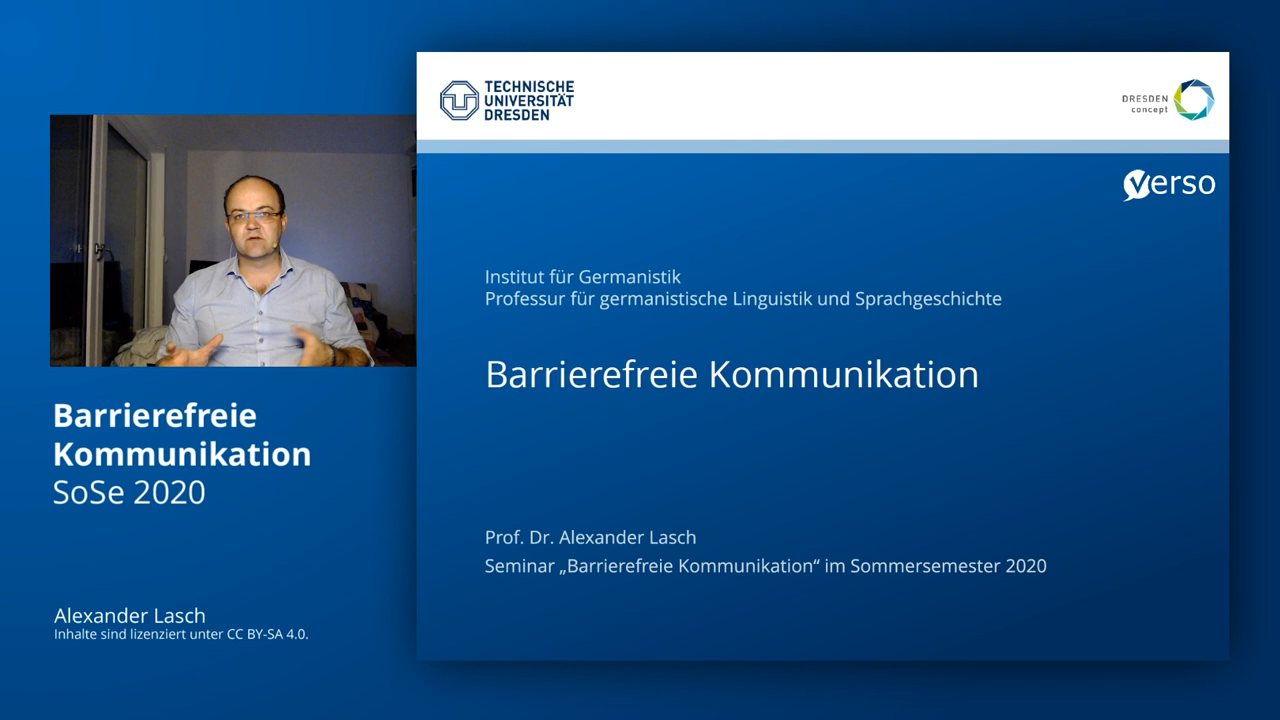 TECHNISCHE
UNIVERSITÄT
DRESDEN
DRESDEN
concept
verso
Institut für Germanistik
Professur für germanistische Linguistik und Sprachgeschichte
Barrierefreie Kommunikation
Prof. Dr. Alexander Lasch
Seminar „Barrierefreie Kommunikation“ im Sommersemester 2020
Barrierefreie
Kommunikation
SoSe 2020
Alexander Lasch
Inhalte sind lizenziert unter CC BY-SA 4.0.